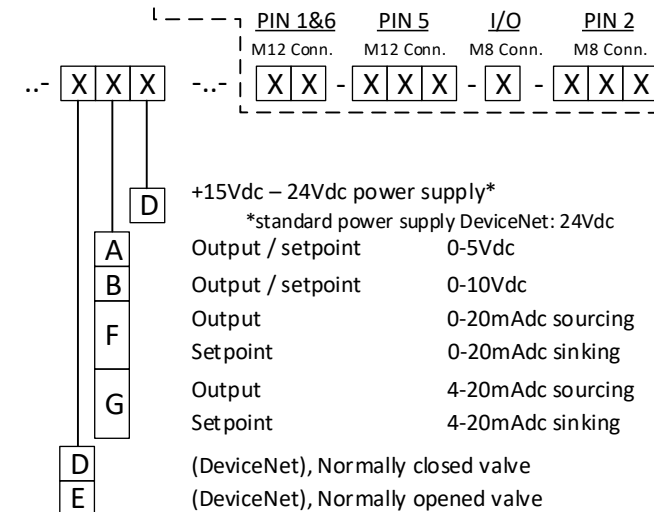 PIN 1&6 PIN 5 I/O PIN 2
M12 Conn. M12 Conn. M8 Conn. M8 Conn.
..- X X X -..- X X - X X X - X - X X X
D +15Vdc – 24Vdc power supply*
*standard power supply DeviceNet: 24Vdc
A Output / setpoint 0-5Vdc
B Output / setpoint 0-10Vdc
F Output 0-20mAdc sourcing
Setpoint 0-20mAdc sinking
G Output 4-20mAdc sourcing
Setpoint 4-20mAdc sinking
D (DeviceNet), Normally closed valve
E (DeviceNet), Normally opened valve